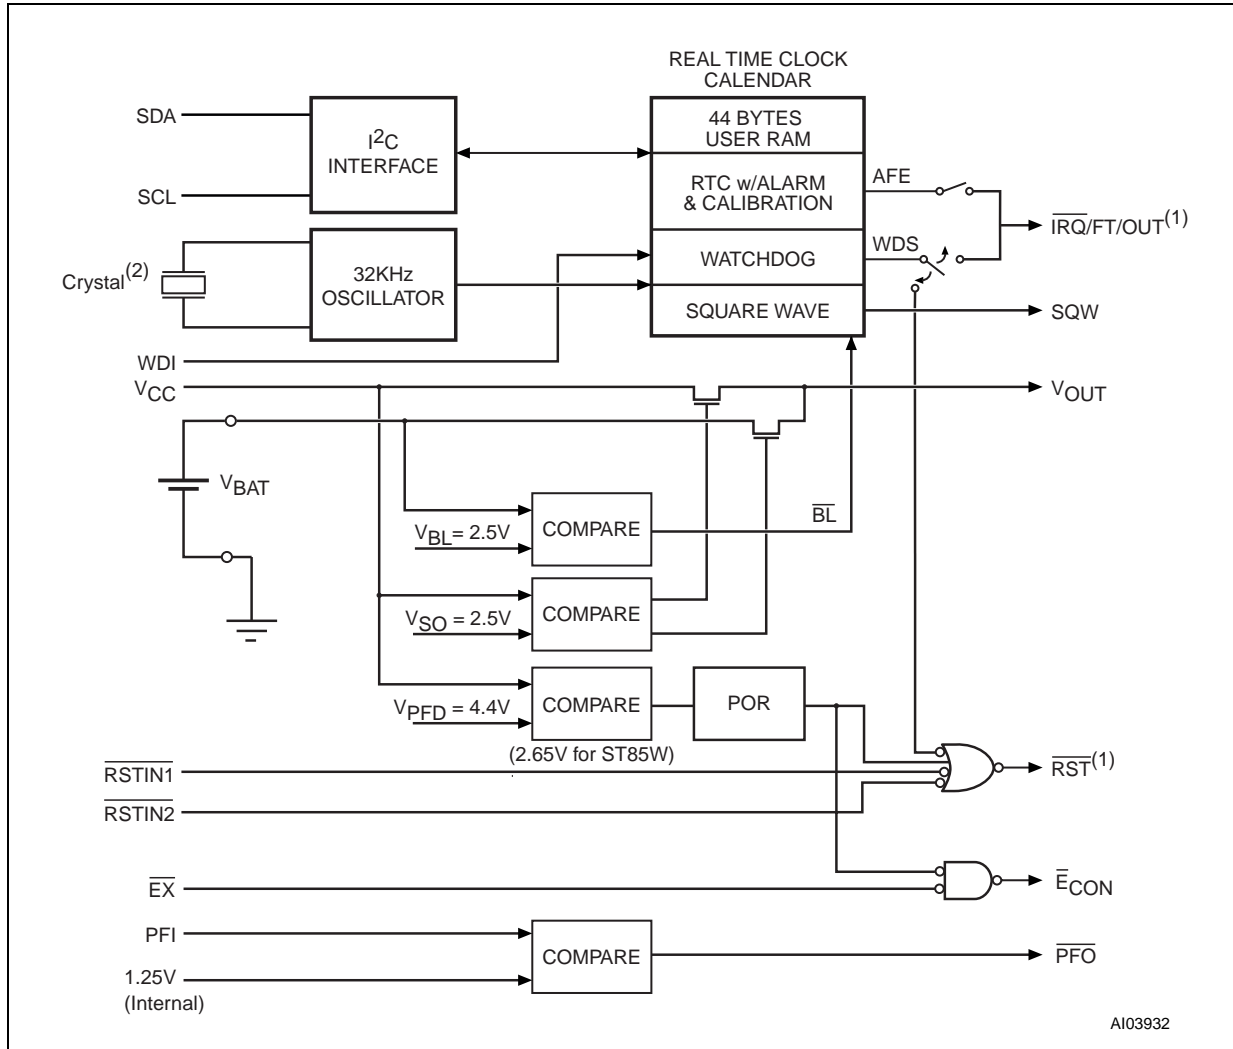 REAL TIME CLOCK
CALENDAR
SDA
I2C
INTERFACE
SCL
44 BYTES
USER RAM
RTC w/ALARM
& CALIBRATION
AFE
IRQ/FT/OUT(1)
WDS
WATCHDOG
Crystal(2)
32KHz
OSCILLATOR
SQUARE WAVE
SQW
WDI
VCC
VOUT
VBAT
VBL = 2.5V
COMPARE
BL
VSO = 2.5V
COMPARE
VPFD = 4.4V
COMPARE
POR
(2.65V for ST85W)
RSTIN1
RST(1)
RSTIN2
EX
ECON
PFI
COMPARE
PFO
1.25V
(Internal)
AI03932